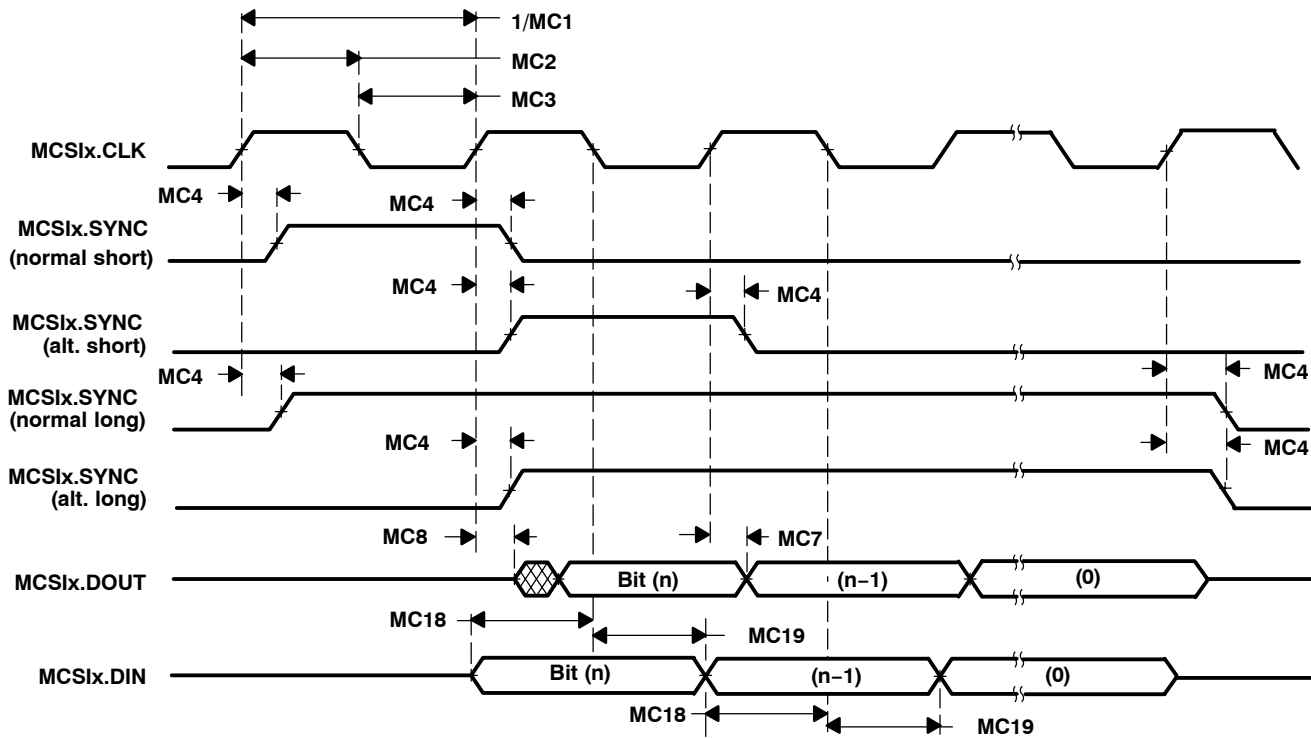 1/MC1
MC2
MC3
MCSIx.CLK
MC4
MC4
MCSIx.SYNC
(normal short)
MC4
MC4
MCSIx.SYNC
(alt. short)
MC4
MC4
MCSIx.SYNC
(normal long)
MC4
MC4
MCSIx.SYNC
(alt. long)
MC8
MC7
MCSIx.DOUT
Bit (n)
(n−1)
(0)
MC18
MC19
MCSIx.DIN
Bit (n)
(n−1)
(0)
MC18
MC19